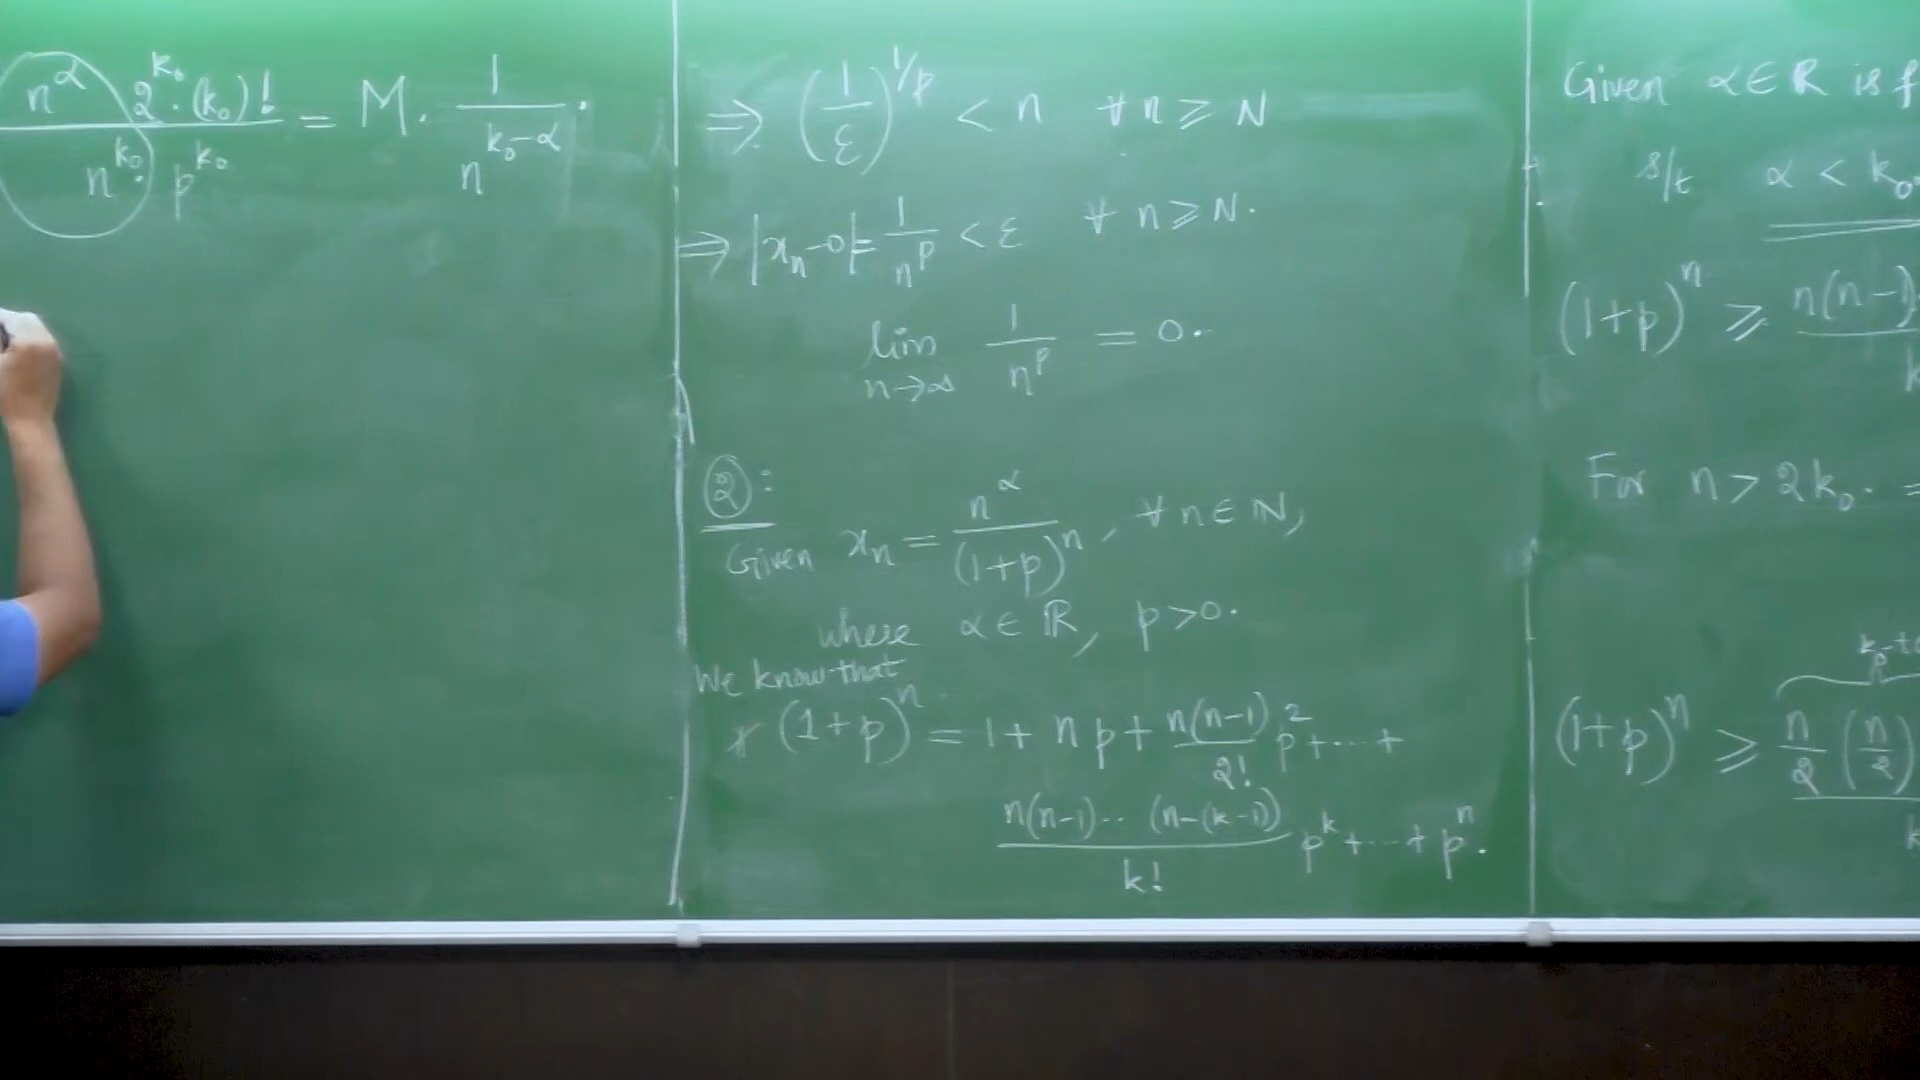 n^α 2^{k₀}·(k₀)! / n^{k₀}· p^{k₀} = M · 1 / n^{k₀-α} ·
⇒ (1/ε)^{1/p} < n ∀ n ≥ N
⇒ |x_n - 0| = 1/n^p < ε ∀ n ≥ N.
lim_{n→∞} 1/n^p = 0.
②:
Given x_n = n^α / (1+p)^n, ∀ n ∈ ℕ,
where α ∈ ℝ, p > 0.
We know that
(1+p)^n = 1 + np + n(n-1)/2! p² + ... +
n(n-1)... (n-(k-1)) / k! p^k + ... + p^n.
Given α ∈ ℝ is
s/t α < k₀
(1+p)^n ≥ n(n-1)
For n > 2k₀.
(1+p)^n ≥ n/2 (n/2)